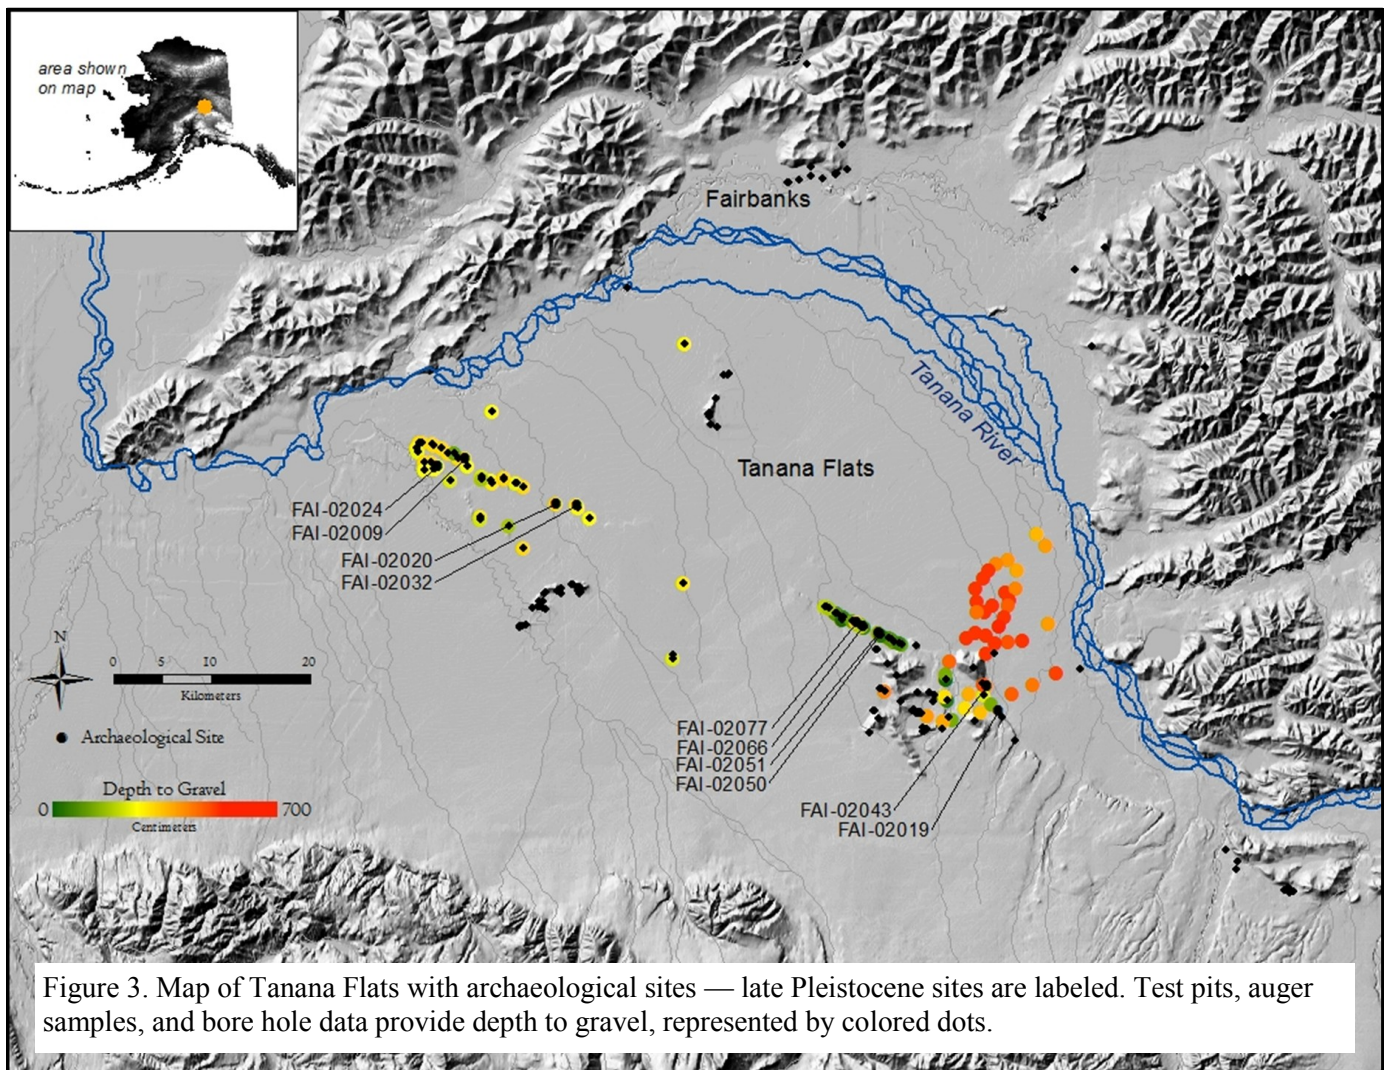 area shown
on map
Fairbanks
Tanana River
Tanana Flats
FAI-02024
FAI-02009
FAI-02020
FAI-02032
N
0 5 10 20
Kilometers
Archaeological Site
Depth to Gravel
0 700
Centimeters
FAI-02077
FAI-02066
FAI-02051
FAI-02050
FAI-02043
FAI-02019
Figure 3. Map of Tanana Flats with archaeological sites — late Pleistocene sites are labeled. Test pits, auger
samples, and bore hole data provide depth to gravel, represented by colored dots.